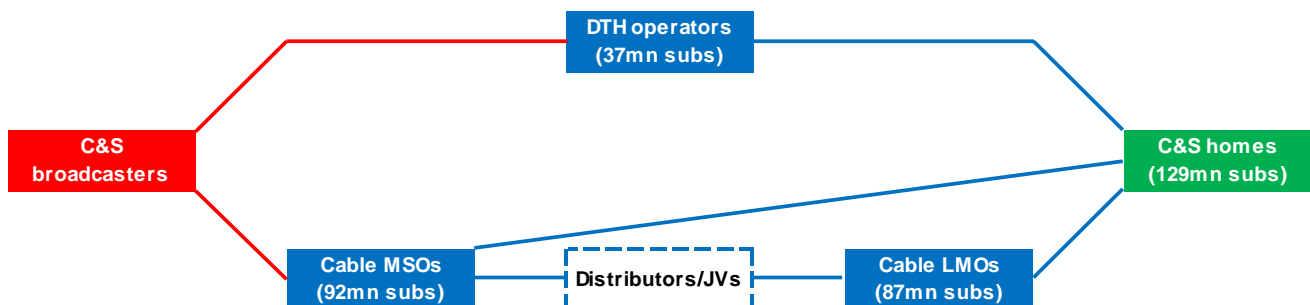 DTH operators
(37mn subs)
C&S
broadcasters
C&S homes
(129mn subs)
Cable MSOs
(92mn subs)
Distributors/JVs
Cable LMOs
(87mn subs)